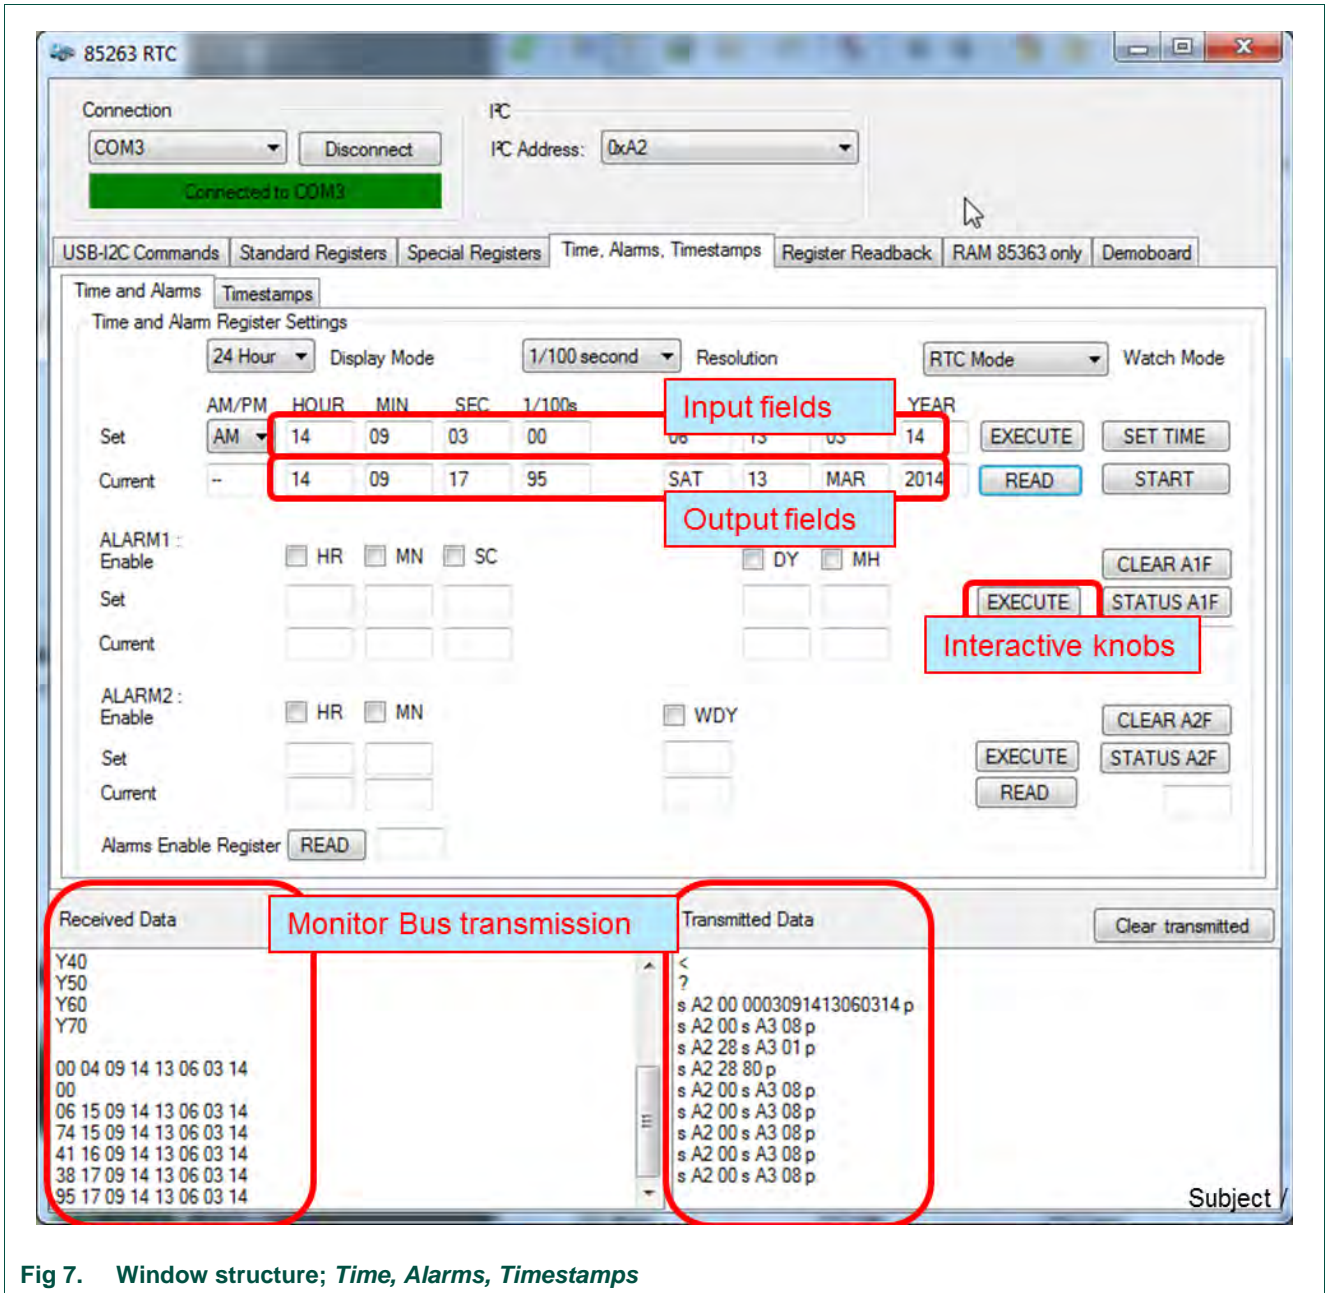 85263 RTC
Connection
I²C
COM3 Disconnect I²C Address: 0xA2
Connected to COM3
USB-I2C Commands Standard Registers Special Registers Time, Alarms, Timestamps Register Readback RAM 85363 only Demoboard
Time and Alarms Timestamps
Time and Alarm Register Settings
24 Hour Display Mode 1/100 second Resolution RTC Mode Watch Mode
AM/PM HOUR MIN SEC 1/100s Input fields YEAR
Set AM 14 09 03 00 06 13 03 14 EXECUTE SET TIME
Current -- 14 09 17 95 SAT 13 MAR 2014 READ START
Output fields
ALARM1 :
Enable HR MN SC DY MH CLEAR A1F
Set EXECUTE STATUS A1F
Current Interactive knobs
ALARM2 :
Enable HR MN WDY CLEAR A2F
Set EXECUTE STATUS A2F
Current READ
Alarms Enable Register READ
Received Data Monitor Bus transmission Transmitted Data Clear transmitted
Y40
Y50
Y60
Y70
00 04 09 14 13 06 03 14
00
06 15 09 14 13 06 03 14
74 15 09 14 13 06 03 14
41 16 09 14 13 06 03 14
38 17 09 14 13 06 03 14
95 17 09 14 13 06 03 14
<
?
s A2 00 0003091413060314 p
s A2 00 s A3 08 p
s A2 28 s A3 01 p
s A2 28 80 p
s A2 00 s A3 08 p
s A2 00 s A3 08 p
s A2 00 s A3 08 p
s A2 00 s A3 08 p
s A2 00 s A3 08 p
Subject /
Fig 7. Window structure; Time, Alarms, Timestamps